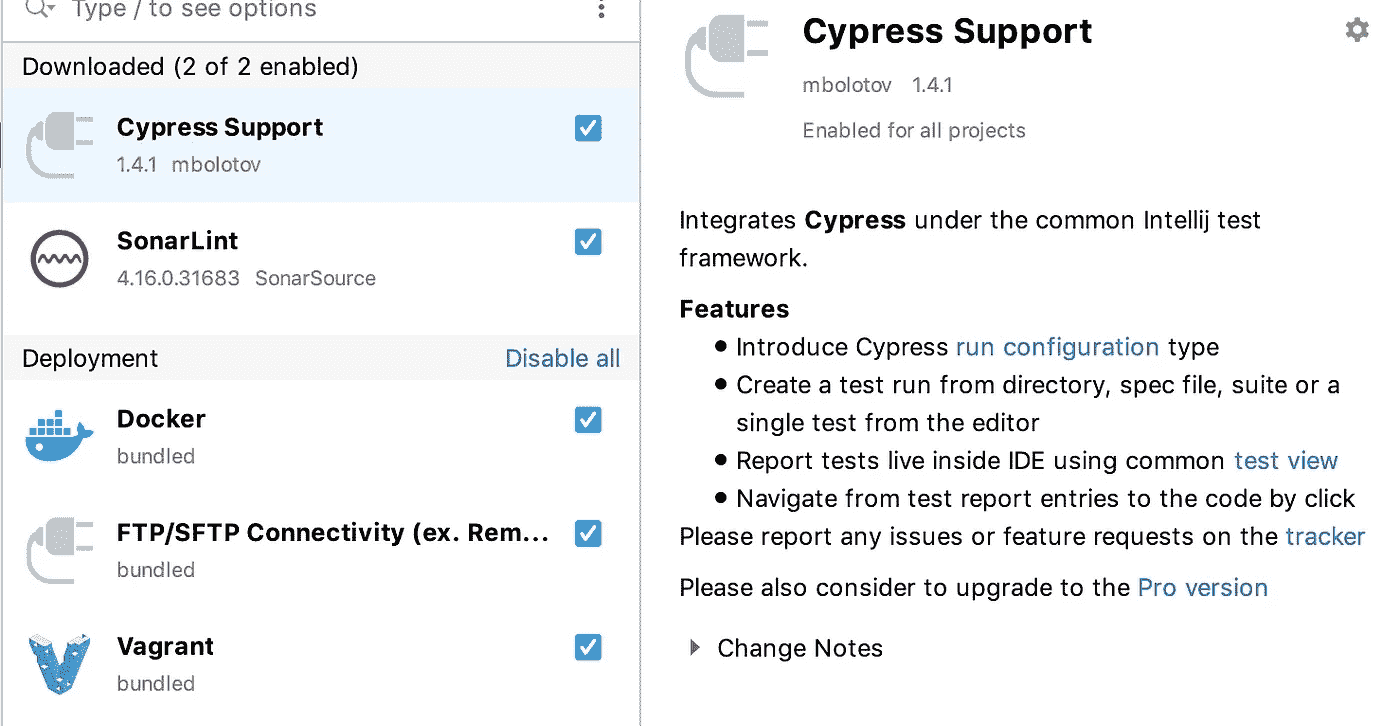 Type / to see options
Downloaded (2 of 2 enabled)
Cypress Support
1.4.1 mbolotov
SonarLint
4.16.0.31683 SonarSource
Deployment Disable all
Docker
bundled
FTP/SFTP Connectivity (ex. Rem...
bundled
Vagrant
bundled
Cypress Support
mbolotov 1.4.1
Enabled for all projects
Integrates Cypress under the common Intellij test
framework.
Features
• Introduce Cypress run configuration type
• Create a test run from directory, spec file, suite or a
single test from the editor
• Report tests live inside IDE using common test view
• Navigate from test report entries to the code by click
Please report any issues or feature requests on the tracker
Please also consider to upgrade to the Pro version
Change Notes